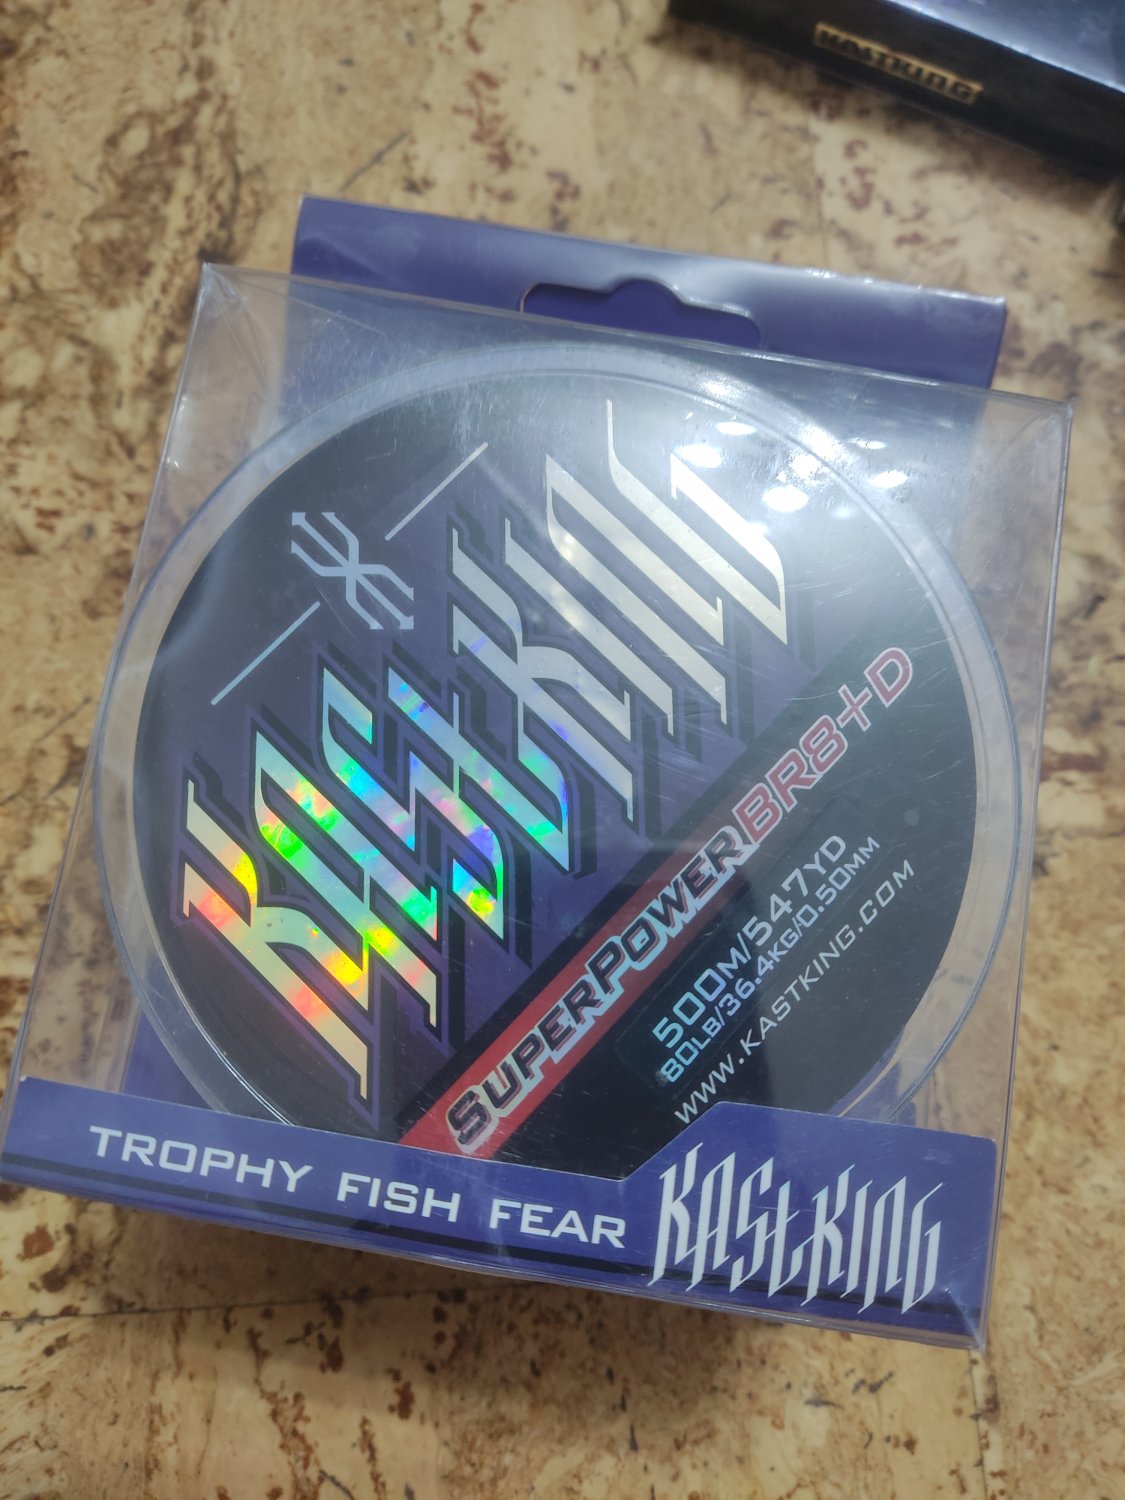 KASTKING
KASTKING
SUPERPOWER BR8+D
500M/547YD
80LB/36.4KG/0.50MM
WWW.KASTKING.COM
TROPHY FISH FEAR
KASTKING